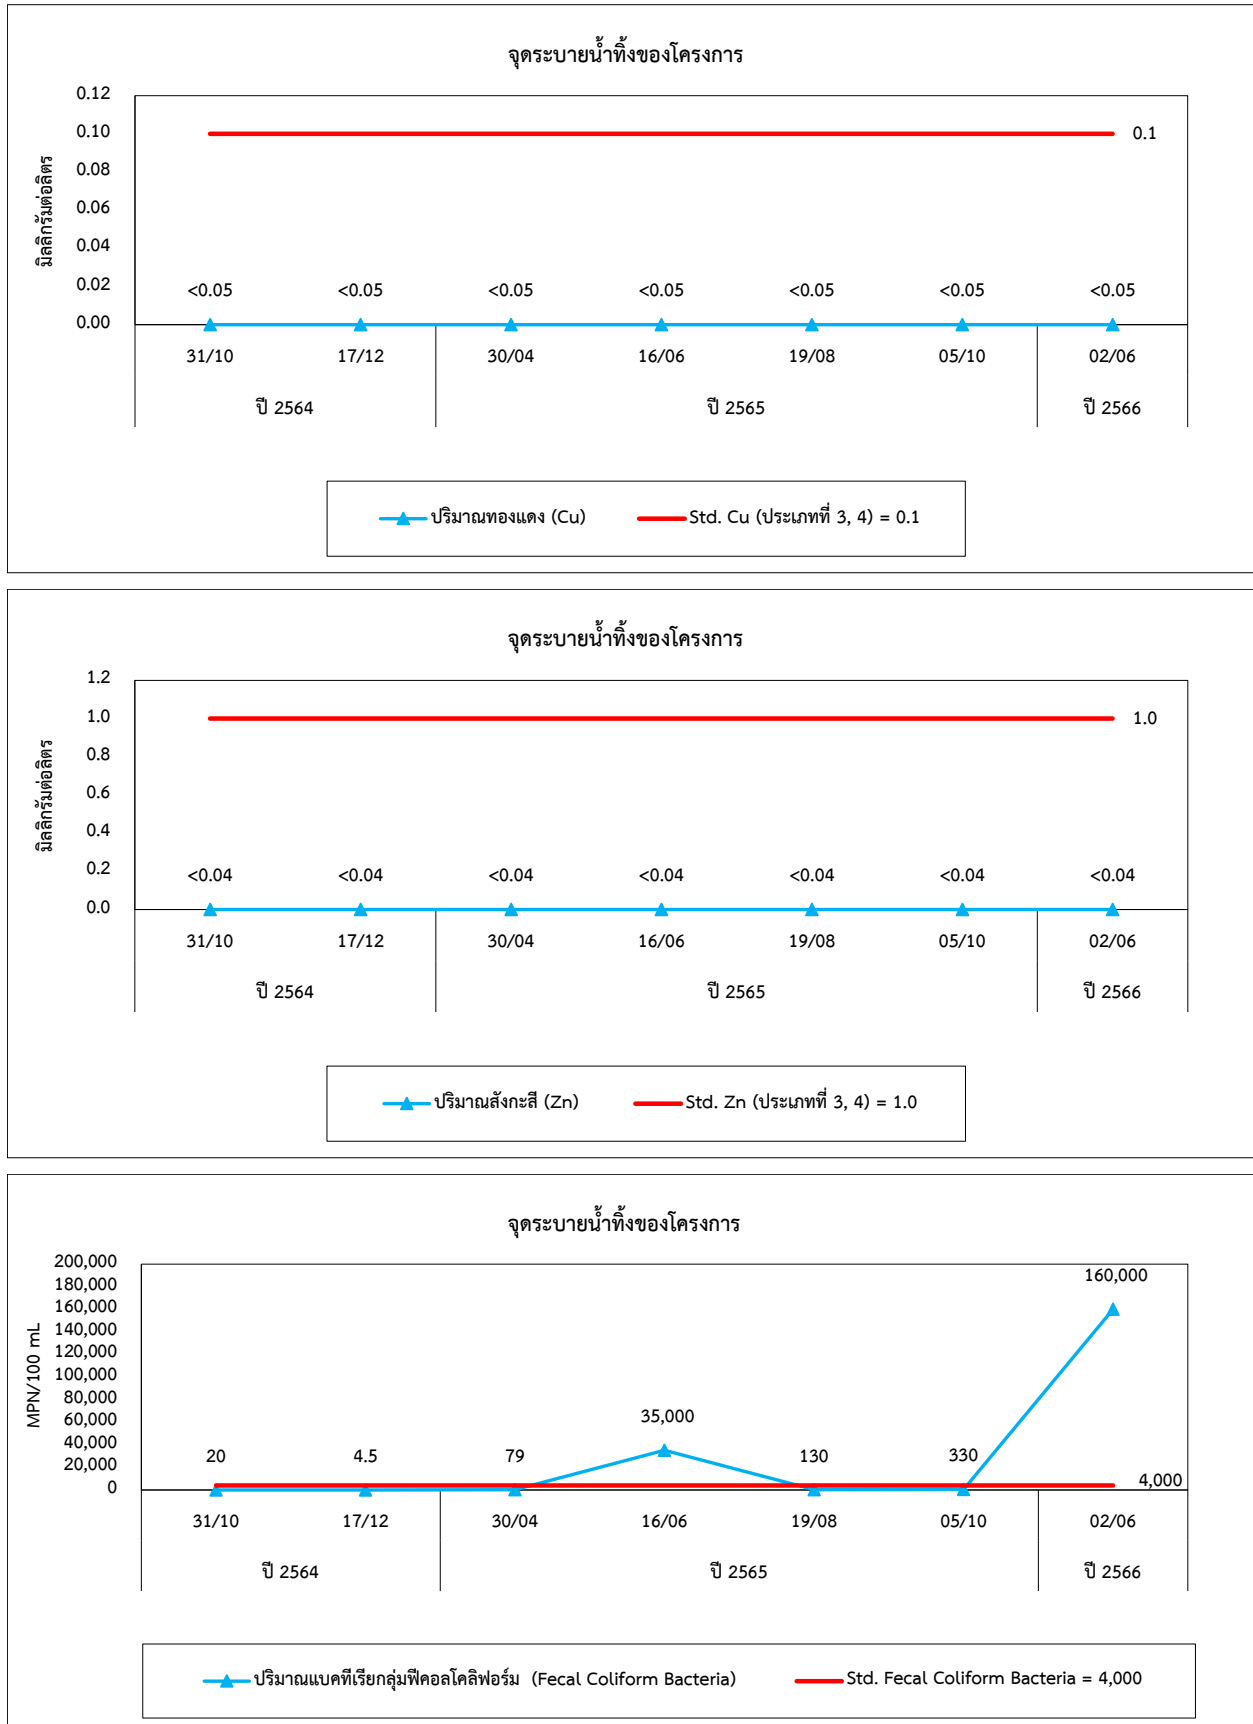 จุดระบายน้ำทิ้งของโครงการ
มิลลิกรัมต่อลิตร
0.12
0.10
0.08
0.06
0.04
0.02
0.00
0.1
<0.05 <0.05 <0.05 <0.05 <0.05 <0.05 <0.05
31/10 17/12 30/04 16/06 19/08 05/10 02/06
ปี 2564 ปี 2565 ปี 2566
ปริมาณทองแดง (Cu) Std. Cu (ประเภทที่ 3, 4) = 0.1
จุดระบายน้ำทิ้งของโครงการ
มิลลิกรัมต่อลิตร
1.2
1.0
0.8
0.6
0.4
0.2
0.0
1.0
<0.04 <0.04 <0.04 <0.04 <0.04 <0.04 <0.04
31/10 17/12 30/04 16/06 19/08 05/10 02/06
ปี 2564 ปี 2565 ปี 2566
ปริมาณสังกะสี (Zn) Std. Zn (ประเภทที่ 3, 4) = 1.0
จุดระบายน้ำทิ้งของโครงการ
MPN/100 mL
200,000
180,000
160,000
140,000
120,000
100,000
80,000
60,000
40,000
20,000
0
160,000
35,000
20 4.5 79 130 330
4,000
31/10 17/12 30/04 16/06 19/08 05/10 02/06
ปี 2564 ปี 2565 ปี 2566
ปริมาณแบคทีเรียกลุ่มฟีคอลโคลิฟอร์ม (Fecal Coliform Bacteria) Std. Fecal Coliform Bacteria = 4,000